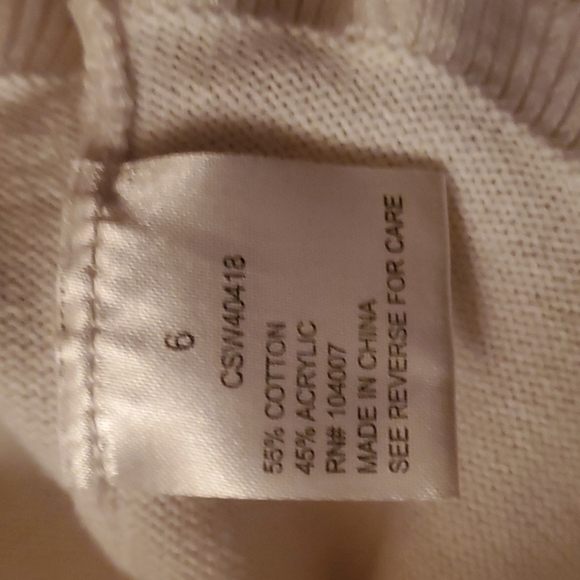 6
CSW40418
55% COTTON
45% ACRYLIC
RN# 104007
MADE IN CHINA
SEE REVERSE FOR CARE